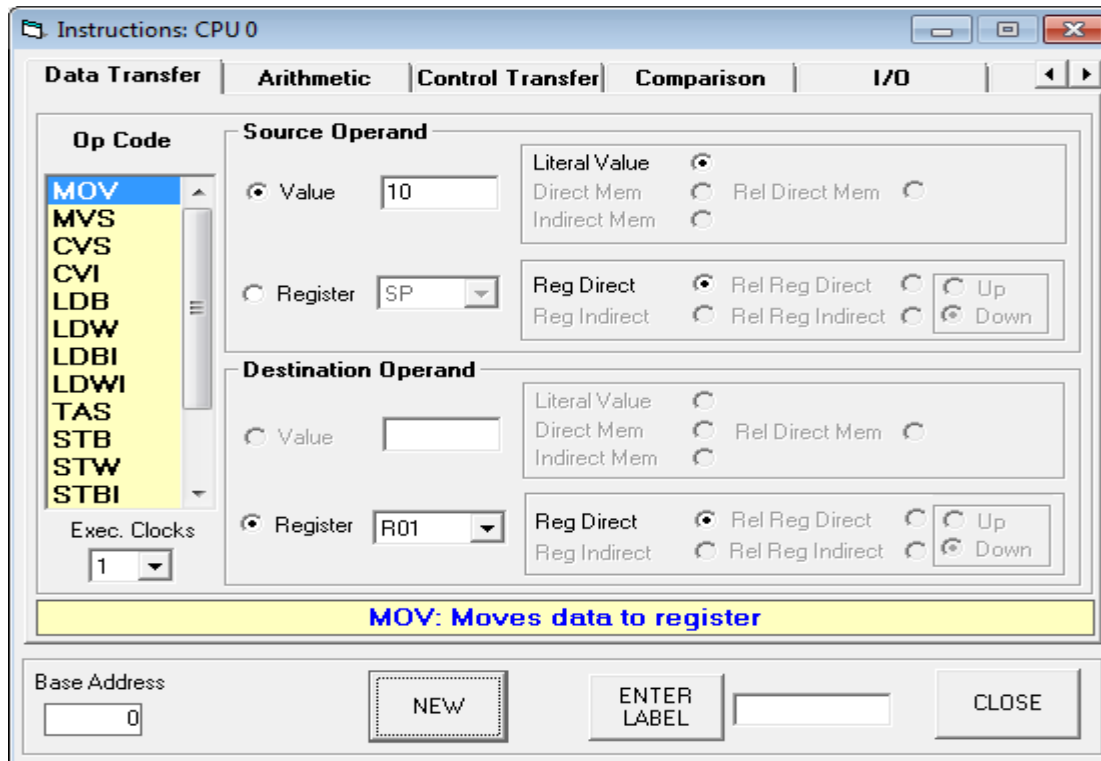 Instructions: CPU 0
Data Transfer Arithmetic Control Transfer Comparison I/O
Op Code
MOV
MVS
CVS
CVI
LDB
LDW
LDBI
LDWI
TAS
STB
STW
STBI
Exec. Clocks
1
Source Operand
Value 10
Literal Value
Direct Mem Rel Direct Mem
Indirect Mem
Register SP
Reg Direct Rel Reg Direct Up
Reg Indirect Rel Reg Indirect Down
Destination Operand
Value
Literal Value
Direct Mem Rel Direct Mem
Indirect Mem
Register R01
Reg Direct Rel Reg Direct Up
Reg Indirect Rel Reg Indirect Down
MOV: Moves data to register
Base Address
0
NEW
ENTER
LABEL
CLOSE